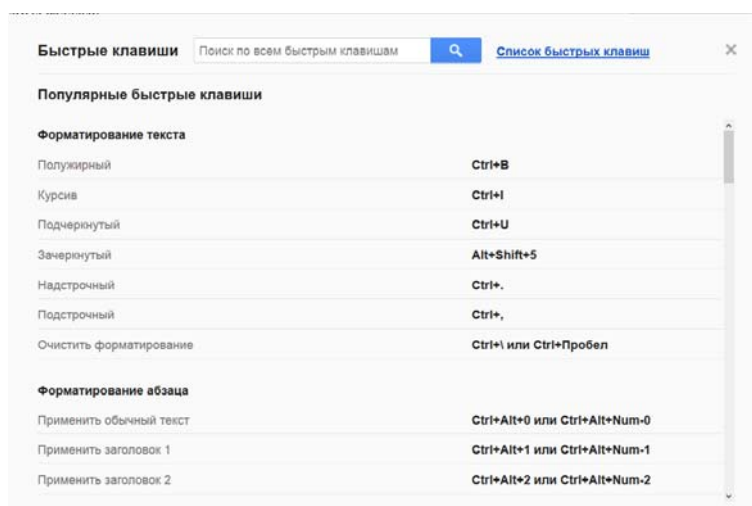 Быстрые клавиши Поиск по всем быстрым клавишам Список быстрых клавиш
Популярные быстрые клавиши
Форматирование текста
Полужирный Ctrl+B
Курсив Ctrl+I
Подчеркнутый Ctrl+U
Зачеркнутый Alt+Shift+5
Надстрочный Ctrl+.
Подстрочный Ctrl+,
Очистить форматирование Ctrl+\ или Ctrl+Пробел
Форматирование абзаца
Применить обычный текст Ctrl+Alt+0 или Ctrl+Alt+Num-0
Применить заголовок 1 Ctrl+Alt+1 или Ctrl+Alt+Num-1
Применить заголовок 2 Ctrl+Alt+2 или Ctrl+Alt+Num-2